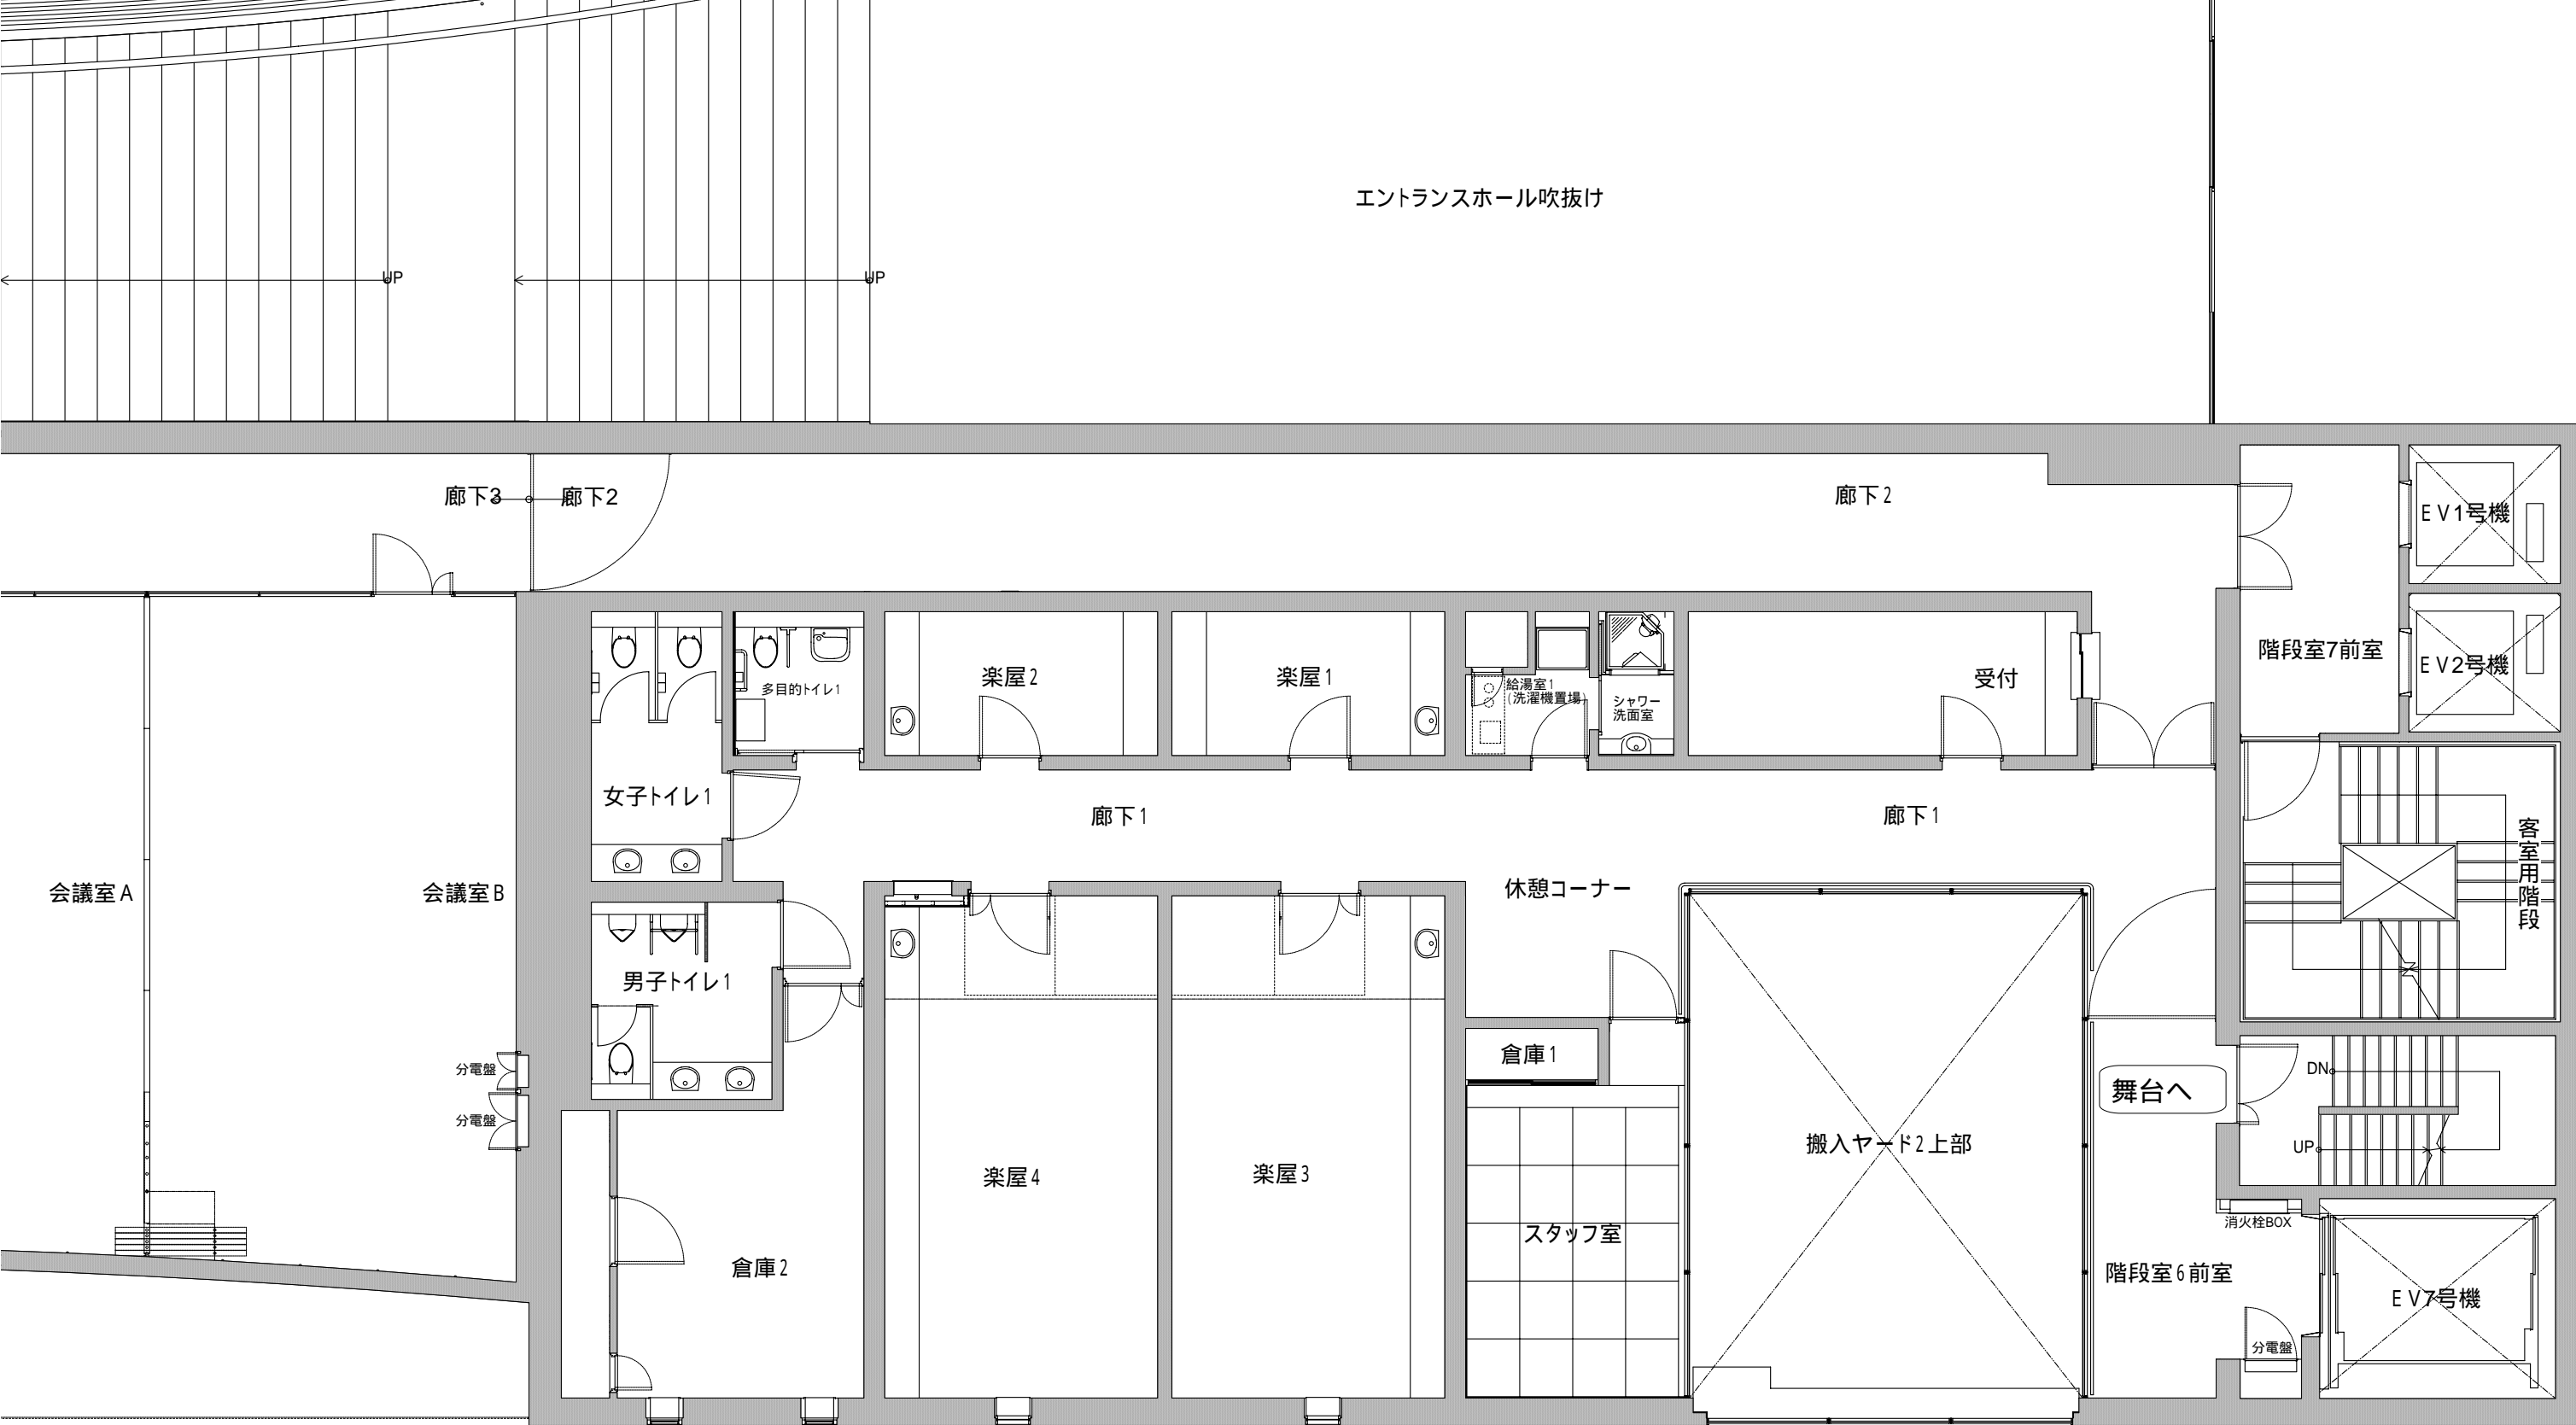 エントランスホール吹抜け
UP
UP
廊下3
廊下2
廊下2
EV1号機
階段室7前室
EV2号機
多目的トイレ1
楽屋2
楽屋1
給湯室1
(洗濯機置場)
シャワー
洗面室
受付
女子トイレ1
廊下1
廊下1
客室用階段
会議室A
会議室B
休憩コーナー
男子トイレ1
倉庫1
分電盤
分電盤
DN
舞台へ
UP
搬入ヤード2上部
楽屋4
楽屋3
スタッフ室
消火栓BOX
倉庫2
階段室6前室
EV7号機
分電盤